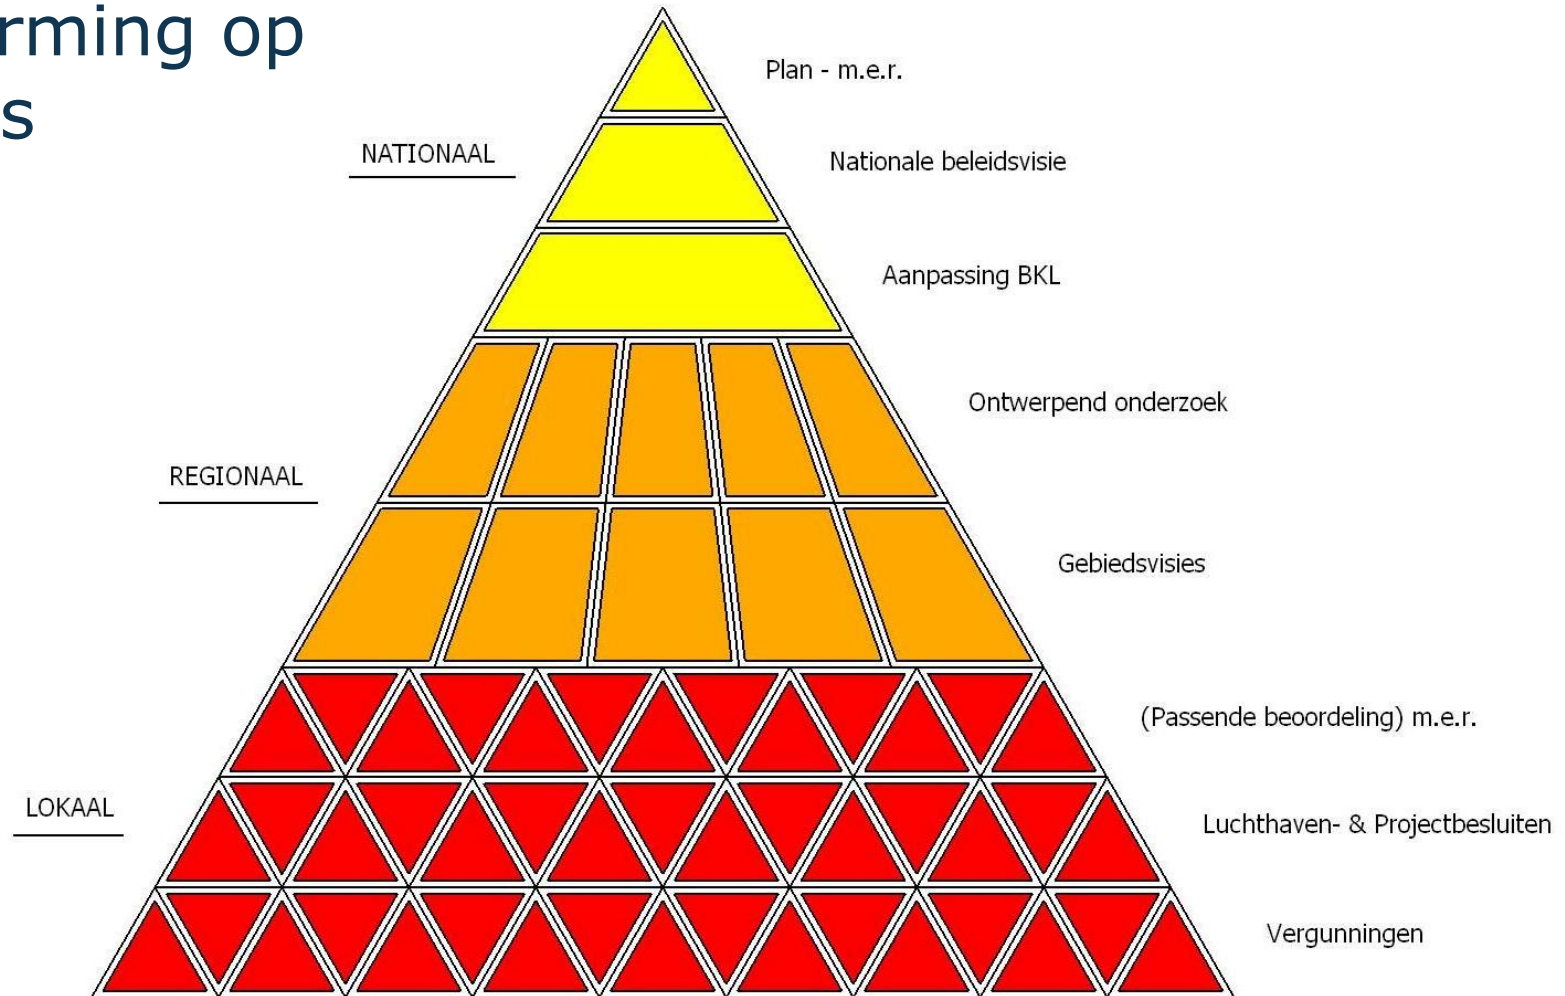 rming op
s
Plan - m.e.r.
NATIONAAL
Nationale beleidsvisie
Aanpassing BKL
Ontwerpend onderzoek
REGIONAAL
Gebiedsvisies
(Passende beoordeling) m.e.r.
LOKAAL
Luchthaven- & Projectbesluiten
Vergunningen